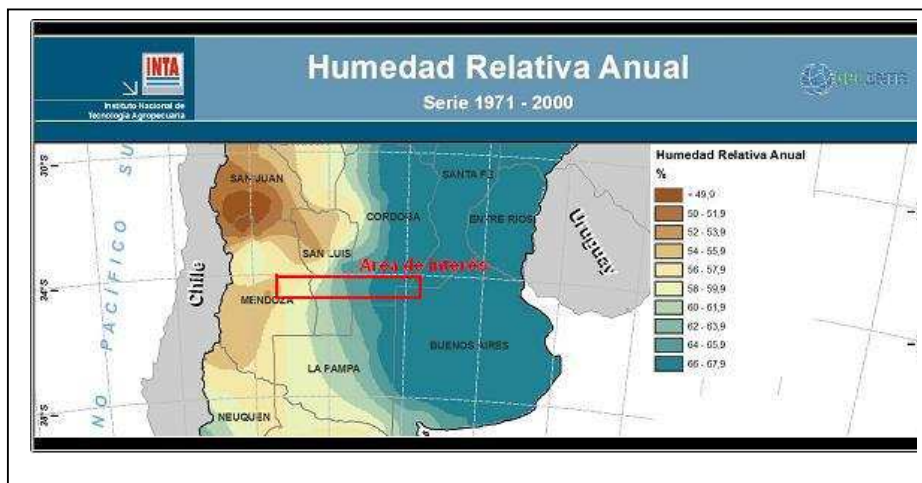 INTA
Instituto Nacional de
Tecnología Agropecuaria
Humedad Relativa Anual
Serie 1971 - 2000
30°S
34°S
38°S
NO PACÍFICO SU
Chile
SAN JUAN
SANTA FE
CORDOBA
ENTRE RIOS
SAN LUIS
Área de interés
MENDOZA
BUENOS AIRES
LA PAMPA
NEUQUEN
Uruguay
Humedad Relativa Anual
%
50 - 51,9
52 - 53,9
54 - 55,9
56 - 57,9
58 - 59,9
60 - 61,9
62 - 63,9
64 - 65,9
66 - 67,9